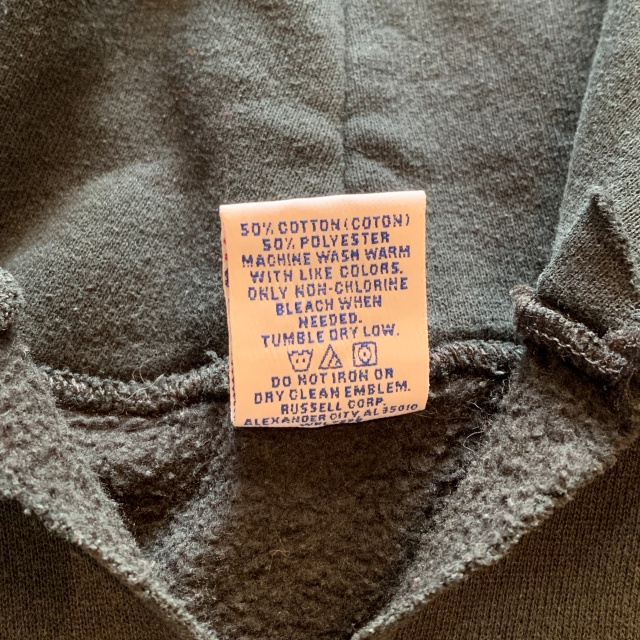 50% COTTON (COTON)
50% POLYESTER
MACHINE WASH WARM
WITH LIKE COLORS.
ONLY NON-CHLORINE
BLEACH WHEN
NEEDED.
TUMBLE DRY LOW.
DO NOT IRON OR
DRY CLEAN EMBLEM.
RUSSELL CORP.
ALEXANDER CITY, AL 35010